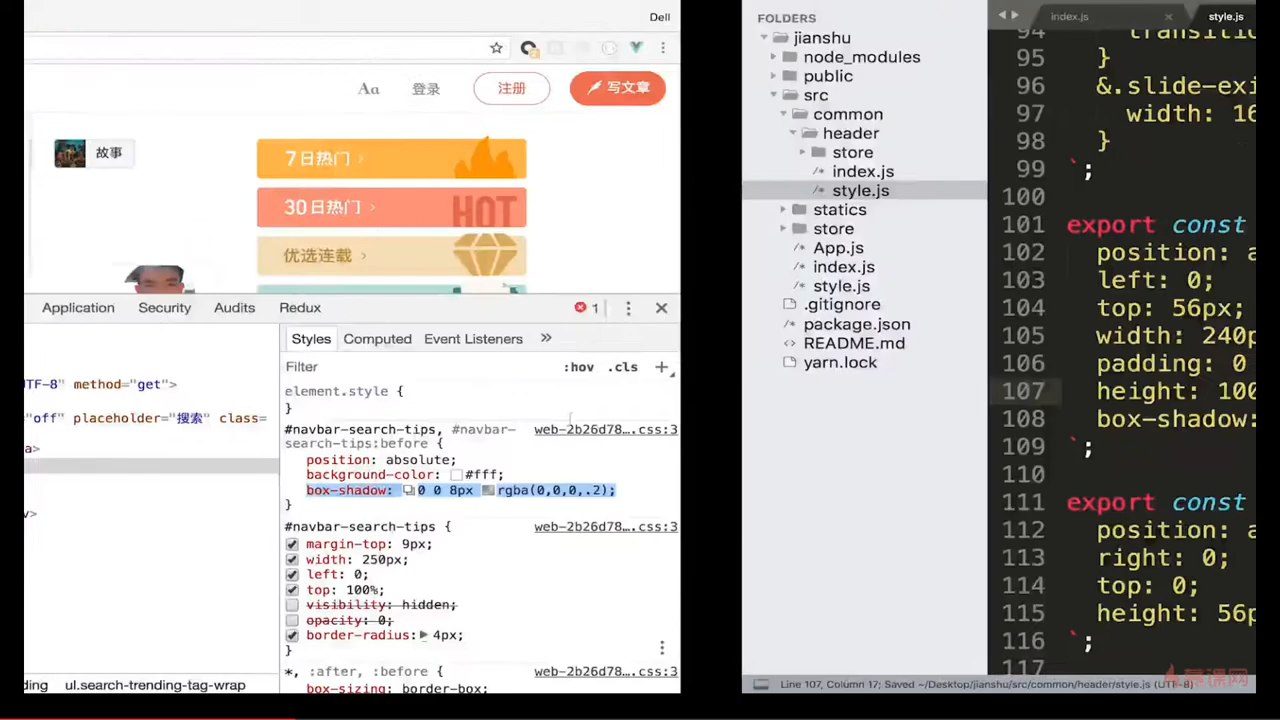 Dell
Aa 登录 注册 写文章
故事
7日热门 ›
30日热门 ›
HOT
优选连载 ›
Application Security Audits Redux 1
Styles Computed Event Listeners »
Filter :hov .cls +
element.style {
}
UTF-8" method="get">
"off" placeholder="搜索" class=
a>
v>
#navbar-search-tips, #navbar-search-tips:before { web-2b26d78….css:3
position: absolute;
background-color: #fff;
box-shadow: 0 0 8px rgba(0,0,0,.2);
}
#navbar-search-tips { web-2b26d78….css:3
margin-top: 9px;
width: 250px;
left: 0;
top: 100%;
visibility: hidden;
opacity: 0;
border-radius: 4px;
}
*, :after, :before { web-2b26d78….css:3
box-sizing: border-box;
ding ul.search-trending-tag-wrap
FOLDERS
jianshu
node_modules
public
src
common
header
store
index.js
style.js
statics
store
App.js
index.js
style.js
.gitignore
package.json
README.md
yarn.lock
index.js × style.js
94 transitio
95 }
96 &.slide-exi
97 width: 16
98 }
99 `;
100
101 export const
102 position: a
103 left: 0;
104 top: 56px;
105 width: 240p
106 padding: 0
107 height: 100
108 box-shadow:
109 `;
110
111 export const
112 position: a
113 right: 0;
114 top: 0;
115 height: 56p
116 `;
117
慕课网
Line 107, Column 17; Saved ~/Desktop/jianshu/src/common/header/style.js (UTF-8)